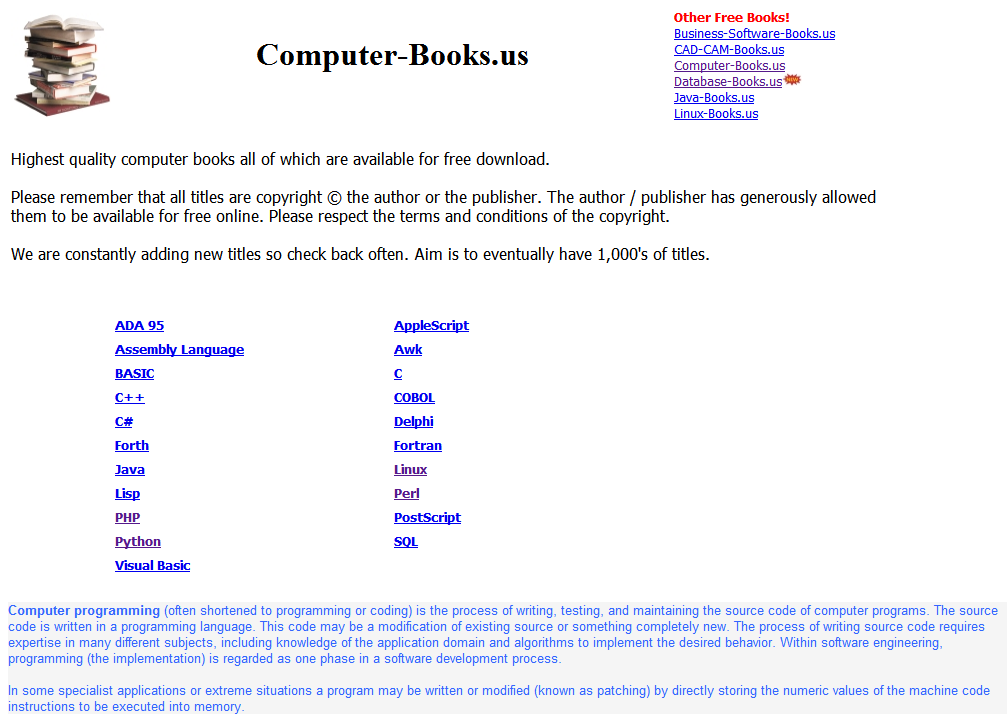 Computer-Books.us
Other Free Books!
Business-Software-Books.us
CAD-CAM-Books.us
Computer-Books.us
Database-Books.us
Java-Books.us
Linux-Books.us
Highest quality computer books all of which are available for free download.
Please remember that all titles are copyright © the author or the publisher. The author / publisher has generously allowed
them to be available for free online. Please respect the terms and conditions of the copyright.
We are constantly adding new titles so check back often. Aim is to eventually have 1,000's of titles.
ADA 95 AppleScript
Assembly Language Awk
BASIC C
C++ COBOL
C# Delphi
Forth Fortran
Java Linux
Lisp Perl
PHP PostScript
Python SQL
Visual Basic
Computer programming (often shortened to programming or coding) is the process of writing, testing, and maintaining the source code of computer programs. The source
code is written in a programming language. This code may be a modification of existing source or something completely new. The process of writing source code requires
expertise in many different subjects, including knowledge of the application domain and algorithms to implement the desired behavior. Within software engineering,
programming (the implementation) is regarded as one phase in a software development process.
In some specialist applications or extreme situations a program may be written or modified (known as patching) by directly storing the numeric values of the machine code
instructions to be executed into memory.